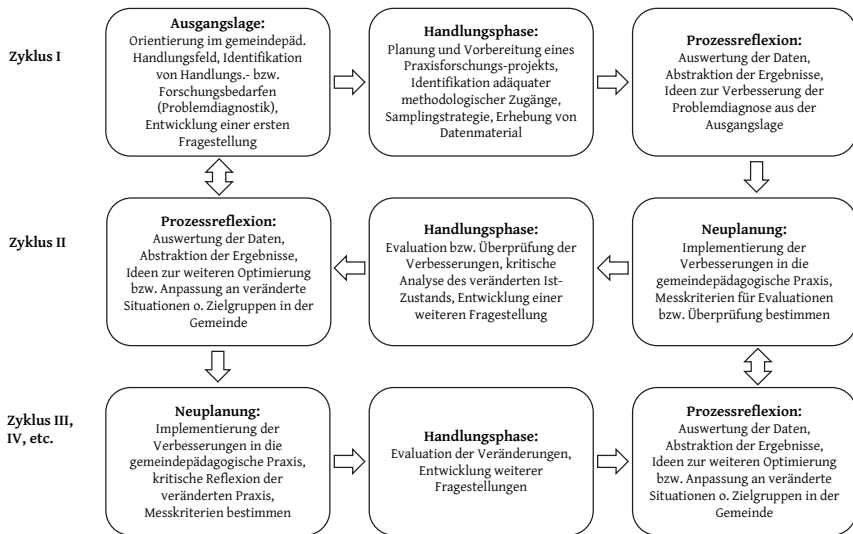 Zyklus I
Ausgangslage:
Orientierung im gemeindepäd.
Handlungsfeld, Identifikation
von Handlungs.- bzw.
Forschungsbedarfen
(Problemdiagnostik),
Entwicklung einer ersten
Fragestellung
Handlungsphase:
Planung und Vorbereitung eines
Praxisforschungs-projekts,
Identifikation adäquater
methodologischer Zugänge,
Samplingstrategie, Erhebung von
Datenmaterial
Prozessreflexion:
Auswertung der Daten,
Abstraktion der Ergebnisse,
Ideen zur Verbesserung der
Problemdiagnose aus der
Ausgangslage
Zyklus II
Prozessreflexion:
Auswertung der Daten,
Abstraktion der Ergebnisse,
Ideen zur weiteren Optimierung
bzw. Anpassung an veränderte
Situationen o. Zielgruppen in der
Gemeinde
Handlungsphase:
Evaluation bzw. Überprüfung der
Verbesserungen, kritische
Analyse des veränderten Ist-
Zustands, Entwicklung einer
weiteren Fragestellung
Neuplanung:
Implementierung der
Verbesserungen in die
gemeindepädagogische Praxis,
Messkriterien für Evaluationen
bzw. Überprüfung bestimmen
Zyklus III,
IV, etc.
Neuplanung:
Implementierung der
Verbesserungen in die
gemeindepädagogische Praxis,
kritische Reflexion der
veränderten Praxis,
Messkriterien bestimmen
Handlungsphase:
Evaluation der Veränderungen,
Entwicklung weiterer
Fragestellungen
Prozessreflexion:
Auswertung der Daten,
Abstraktion der Ergebnisse,
Ideen zur weiteren Optimierung
bzw. Anpassung an veränderte
Situationen o. Zielgruppen in der
Gemeinde